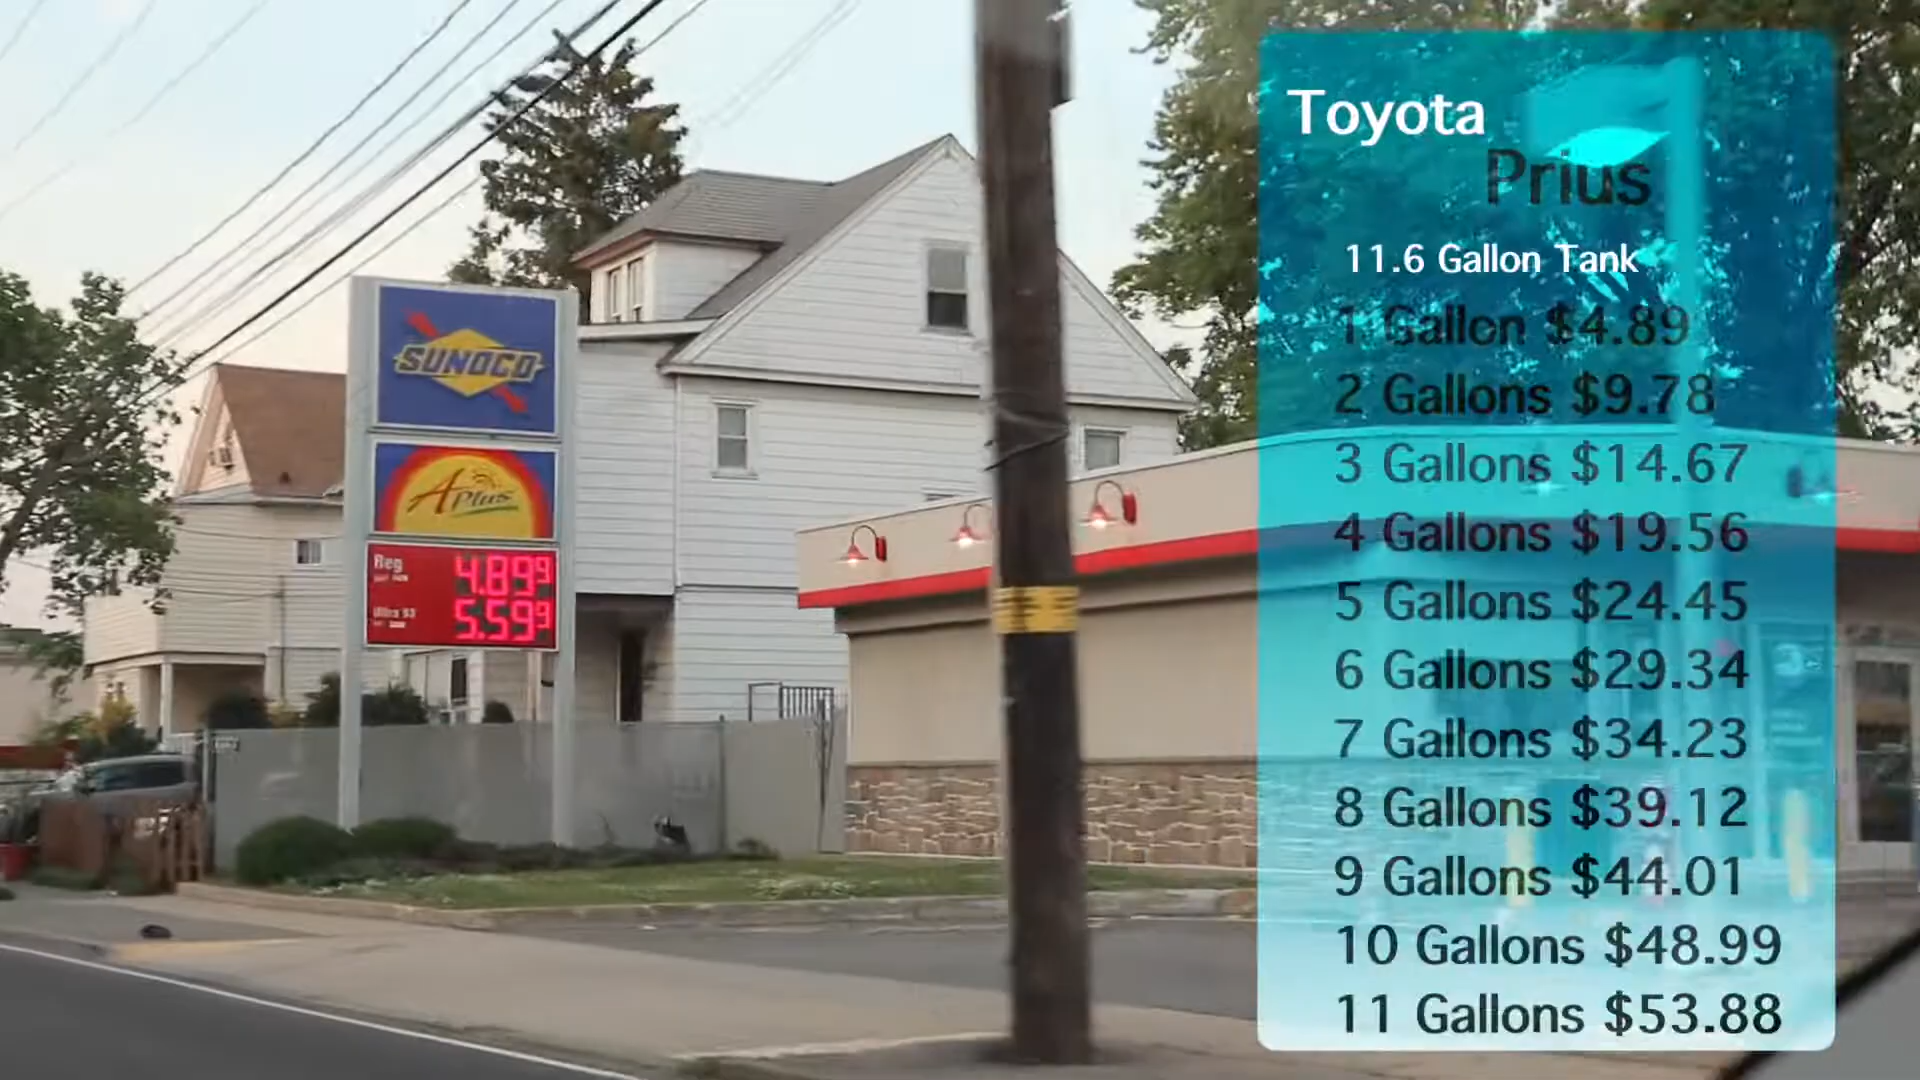 SUNOCO
APlus
Reg 4.89⁹
Ultra 93 5.59⁹
Toyota
Prius
11.6 Gallon Tank
1 Gallon $4.89
2 Gallons $9.78
3 Gallons $14.67
4 Gallons $19.56
5 Gallons $24.45
6 Gallons $29.34
7 Gallons $34.23
8 Gallons $39.12
9 Gallons $44.01
10 Gallons $48.99
11 Gallons $53.88